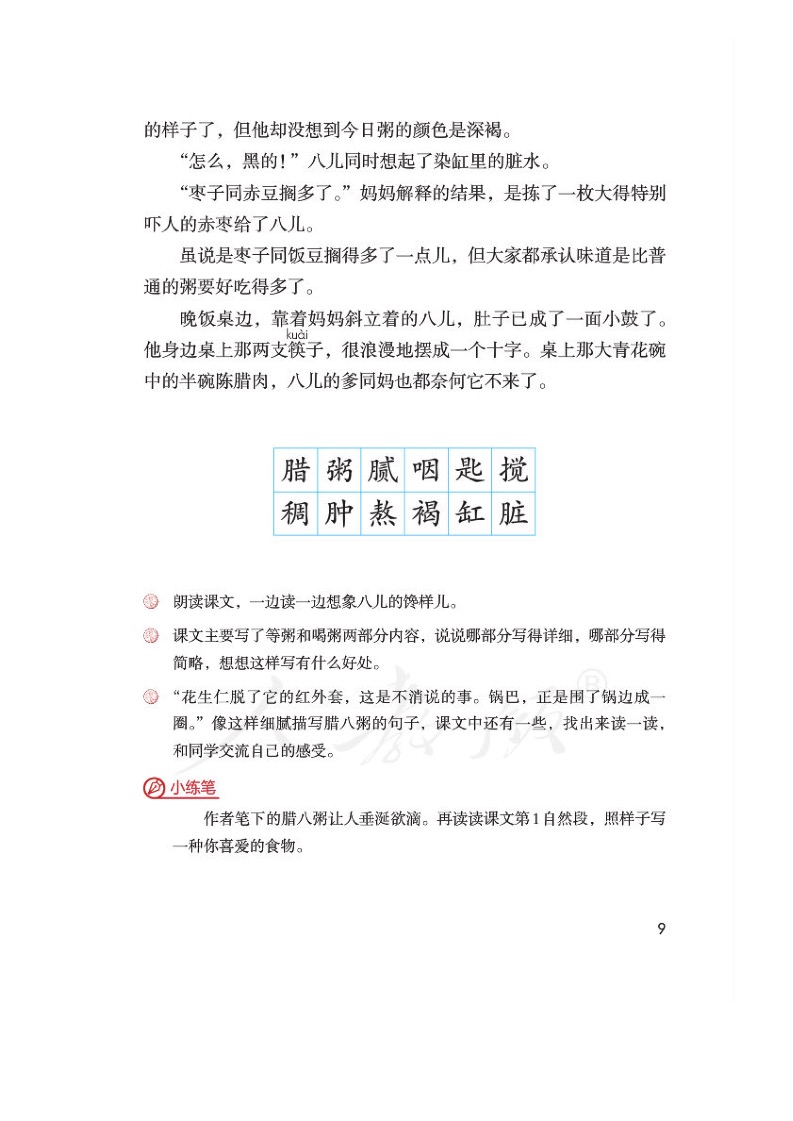 的样子了，但他却没想到今日粥的颜色是深褐。
“怎么，黑的！”八儿同时想起了染缸里的脏水。
“枣子同赤豆搁多了。”妈妈解释的结果，是拣了一枚大得特别
吓人的赤枣给了八儿。
虽说是枣子同饭豆搁得多了一点儿，但大家都承认味道是比普
通的粥要好吃得多了。
晚饭桌边，靠着妈妈斜立着的八儿，肚子已成了一面小鼓了。
kuài
他身边桌上那两支筷子，很浪漫地摆成一个十字。桌上那大青花碗
中的半碗陈腊肉，八儿的爹同妈也都奈何它不来了。
腊粥腻咽匙搅
稠肿熬褐缸脏
朗读课文，一边读一边想象八儿的馋样儿。
课文主要写了等粥和喝粥两部分内容，说说哪部分写得详细，哪部分写得
简略，想想这样写有什么好处。
“花生仁脱了它的红外套，这是不消说的事。锅巴，正是围了锅边成一
圈。”像这样细腻描写腊八粥的句子，课文中还有一些，找出来读一读，
和同学交流自己的感受。
人教版®
小练笔
作者笔下的腊八粥让人垂涎欲滴。再读读课文第1自然段，照样子写
一种你喜爱的食物。
9